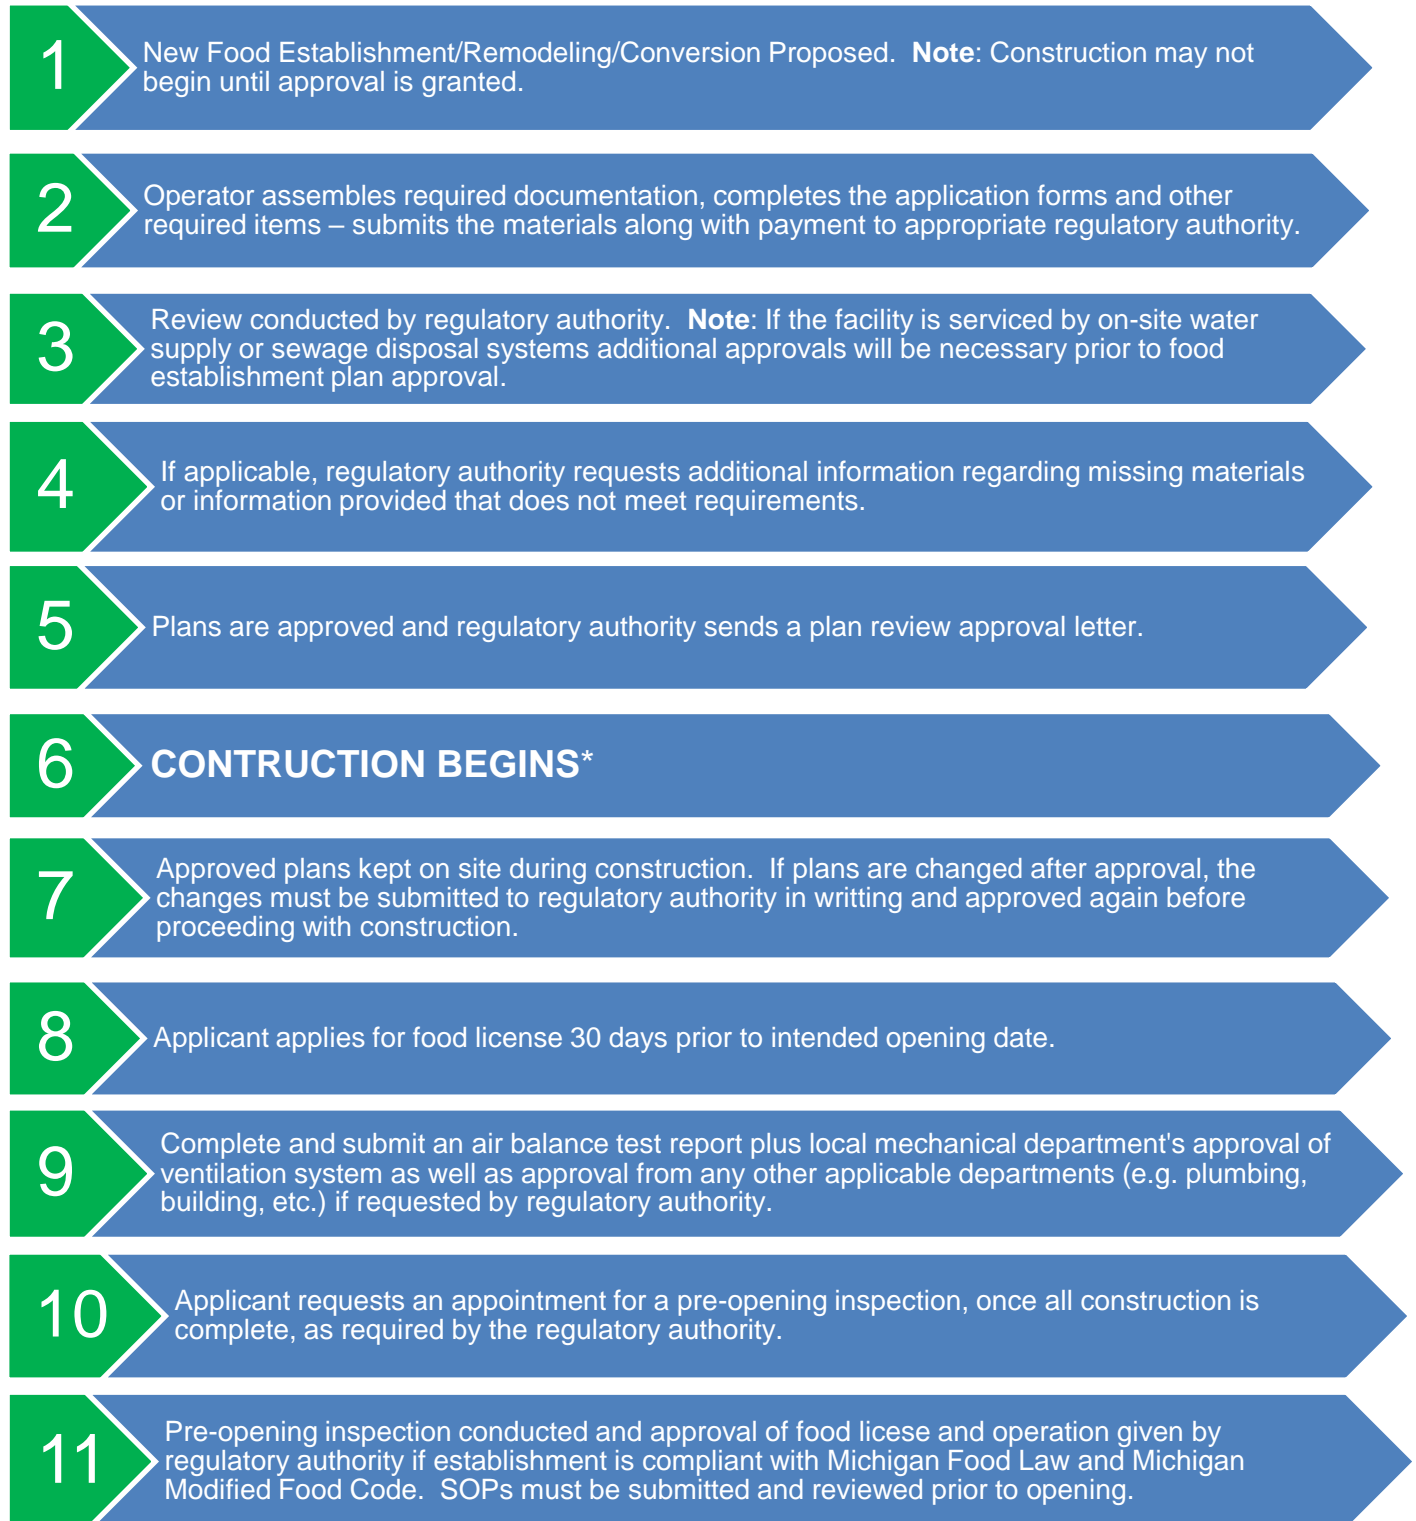 1
New Food Establishment/Remodeling/Conversion Proposed.  Note: Construction may not
begin until approval is granted.
2
Operator assembles required documentation, completes the application forms and other
required items – submits the materials along with payment to appropriate regulatory authority.
3
Review conducted by regulatory authority.  Note: If the facility is serviced by on-site water
supply or sewage disposal systems additional approvals will be necessary prior to food
establishment plan approval.
4
If applicable, regulatory authority requests additional information regarding missing materials
or information provided that does not meet requirements.
5
Plans are approved and regulatory authority sends a plan review approval letter.
6
CONTRUCTION BEGINS*
7
Approved plans kept on site during construction.  If plans are changed after approval, the
changes must be submitted to regulatory authority in writting and approved again before
proceeding with construction.
8
Applicant applies for food license 30 days prior to intended opening date.
9
Complete and submit an air balance test report plus local mechanical department's approval of
ventilation system as well as approval from any other applicable departments (e.g. plumbing,
building, etc.) if requested by regulatory authority.
10
Applicant requests an appointment for a pre-opening inspection, once all construction is
complete, as required by the regulatory authority.
11
Pre-opening inspection conducted and approval of food licese and operation given by
regulatory authority if establishment is compliant with Michigan Food Law and Michigan
Modified Food Code.  SOPs must be submitted and reviewed prior to opening.